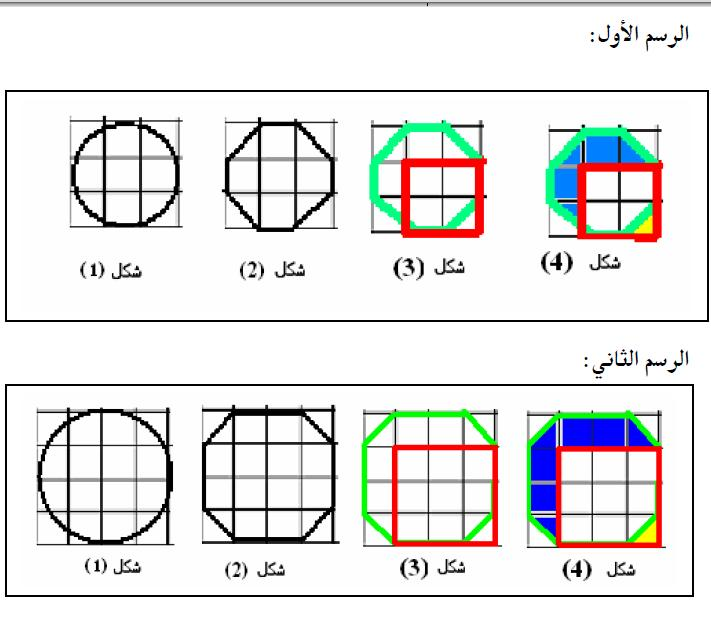 الرسم الأول:
شكل (1) شكل (2) شكل (3) شكل (4)
الرسم الثاني:
شكل (1) شكل (2) شكل (3) شكل (4)